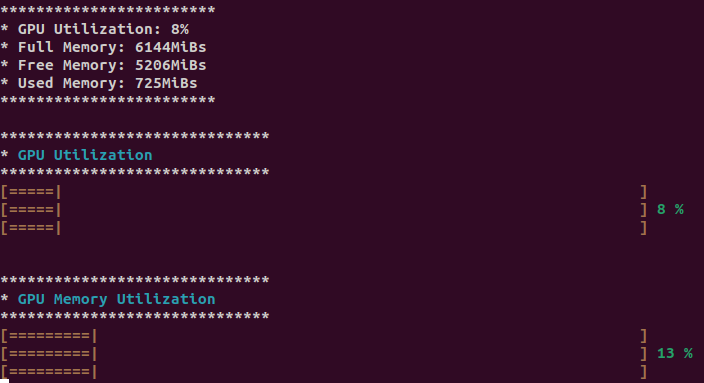 ************************
* GPU Utilization: 8%
* Full Memory: 6144MiBs
* Free Memory: 5206MiBs
* Used Memory: 725MiBs
************************
******************************
* GPU Utilization
******************************
[=====|                                                                ]
[=====|                                                                ] 8 %
[=====|                                                                ]
******************************
* GPU Memory Utilization
******************************
[=========|                                                            ]
[=========|                                                            ] 13 %
[=========|                                                            ]